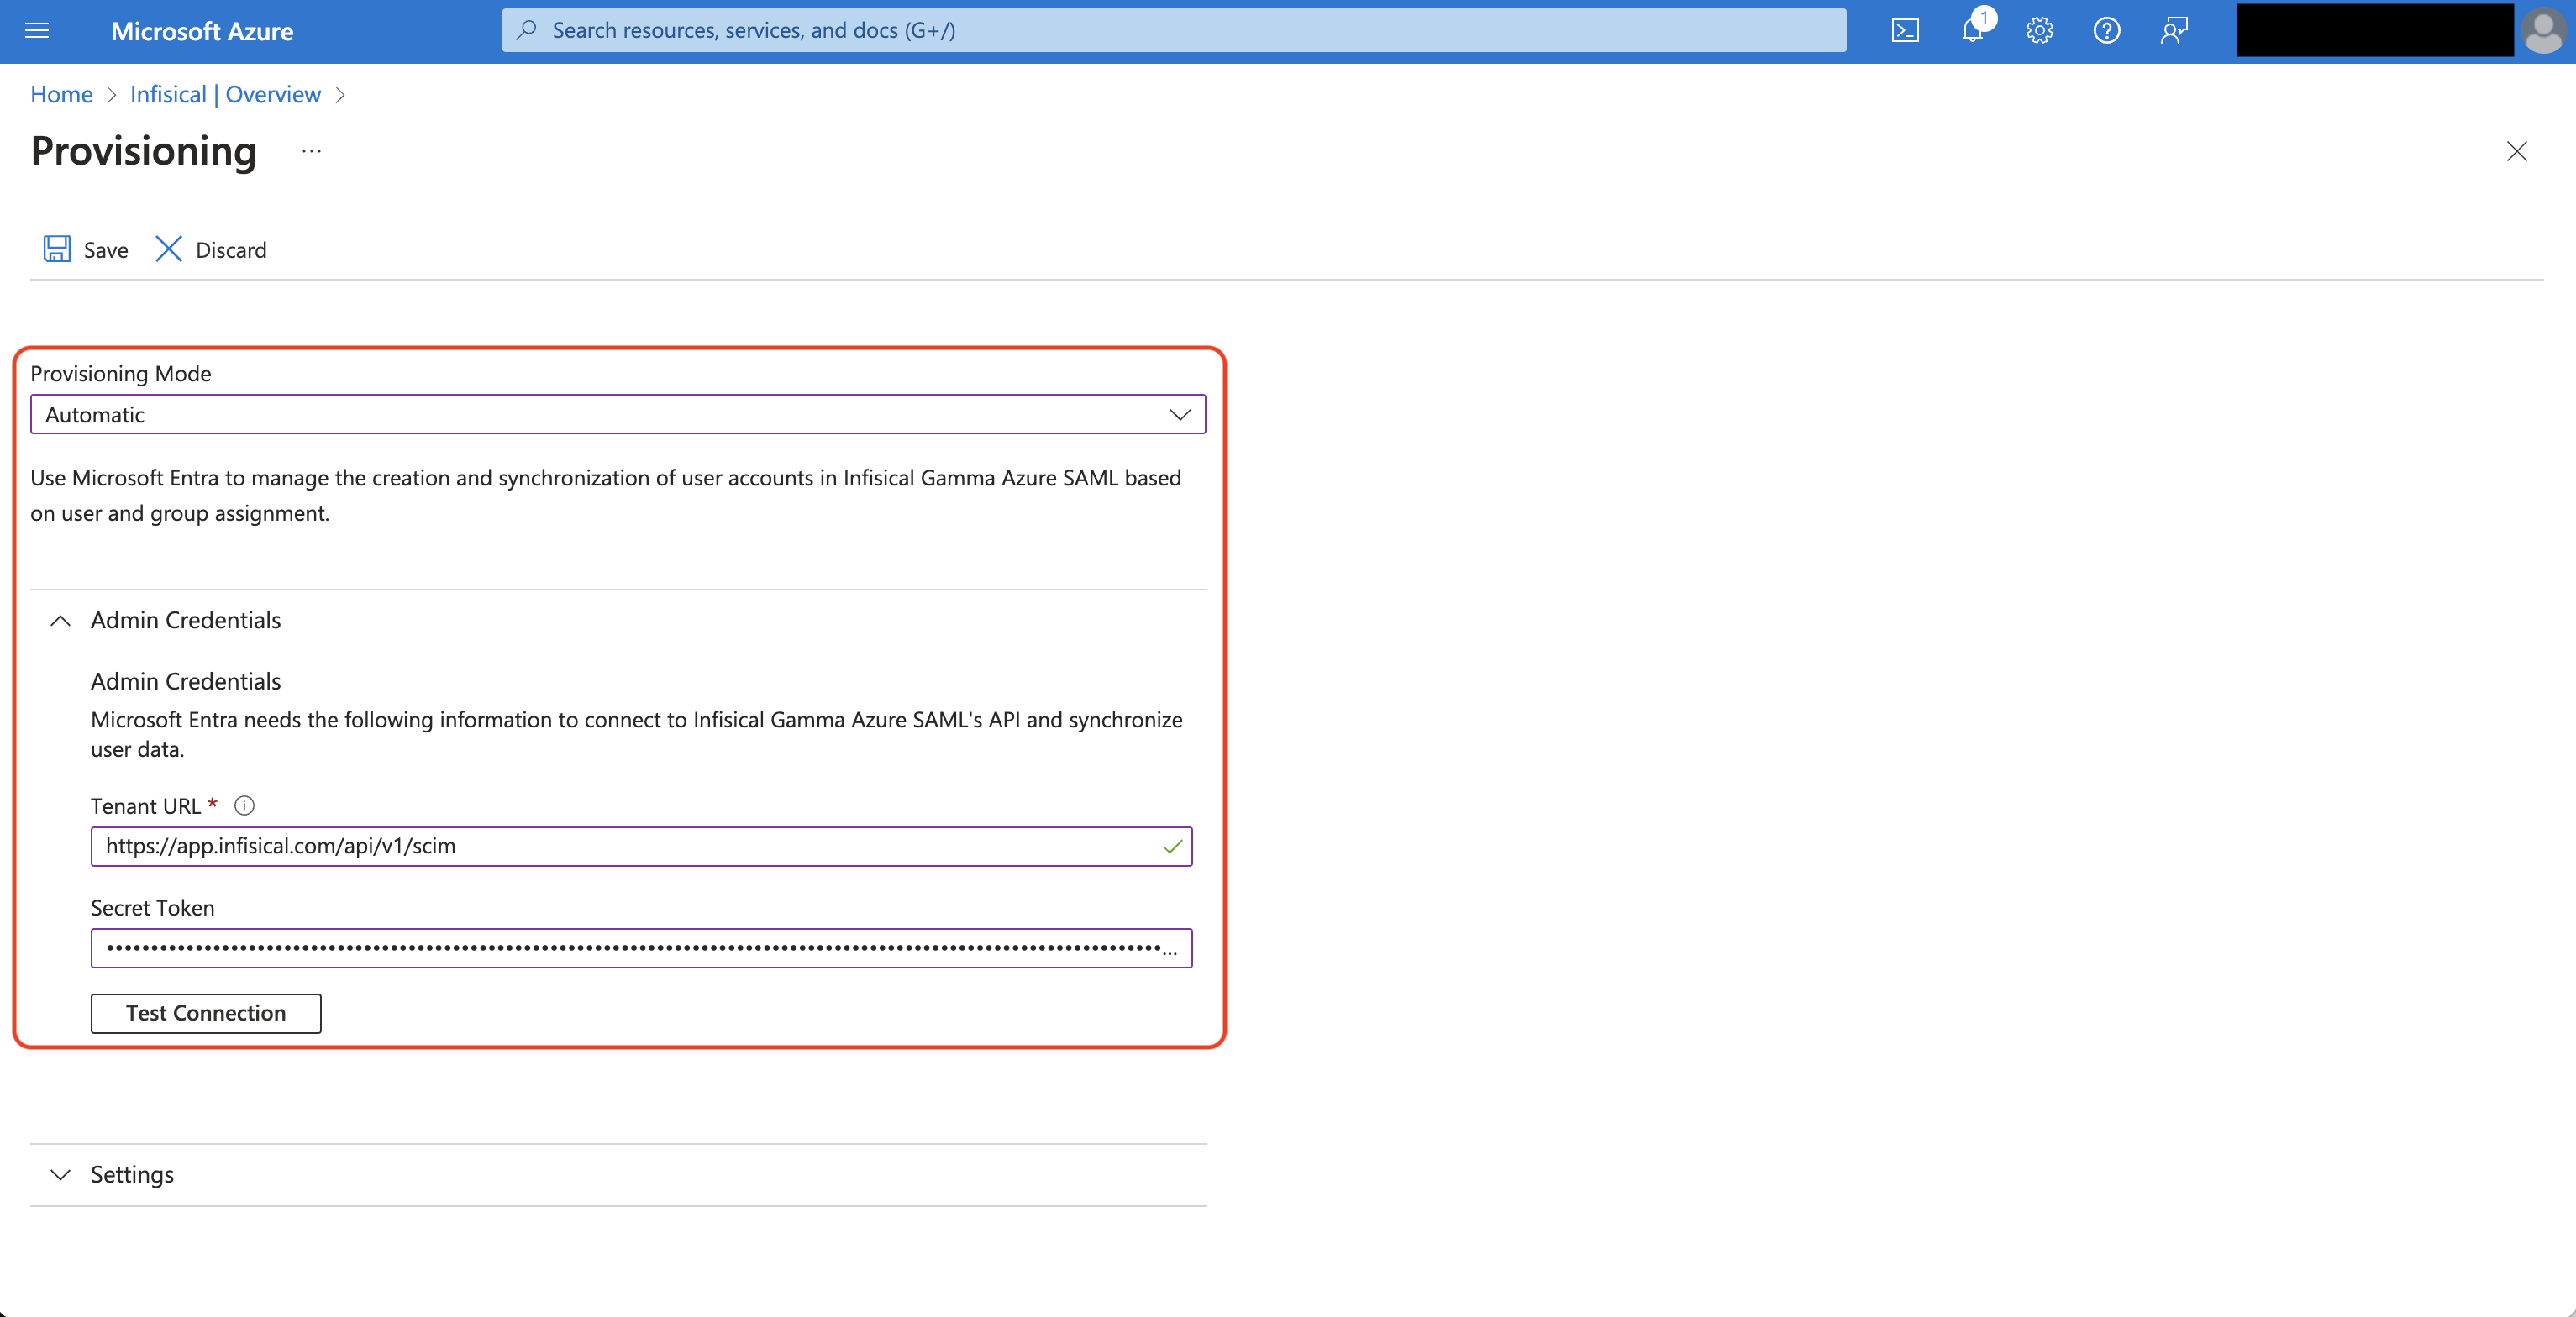 Microsoft Azure
Search resources, services, and docs (G+/)
1
Home > Infisical | Overview >
Provisioning ...
Save Discard
Provisioning Mode
Automatic
Use Microsoft Entra to manage the creation and synchronization of user accounts in Infisical Gamma Azure SAML based
on user and group assignment.
Admin Credentials
Admin Credentials
Microsoft Entra needs the following information to connect to Infisical Gamma Azure SAML's API and synchronize
user data.
Tenant URL *
https://app.infisical.com/api/v1/scim
Secret Token
Test Connection
Settings